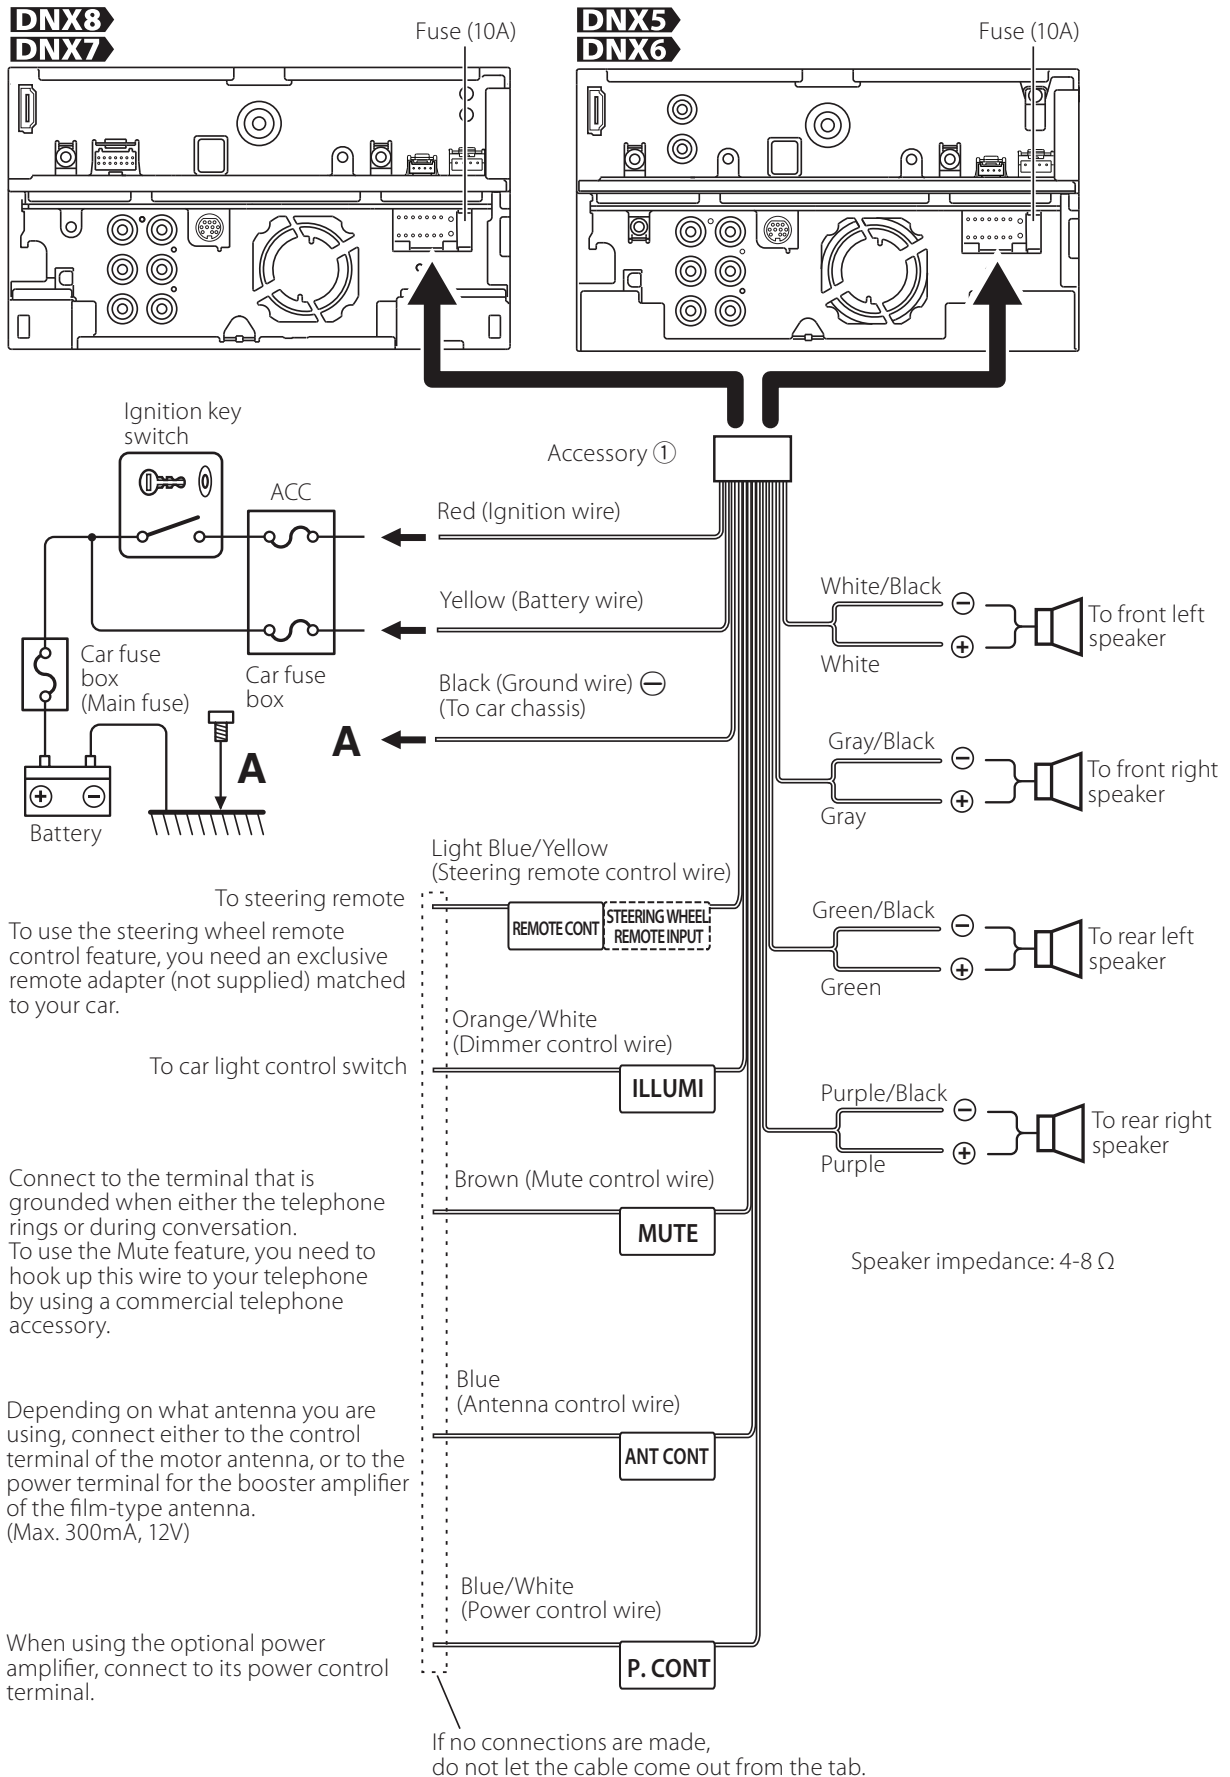 DNX8
DNX7
Fuse (10A)
DNX5
DNX6
Fuse (10A)
Ignition key
switch
ACC
Car fuse
box
(Main fuse)
Car fuse
box
A
Battery
Accessory ①
Red (Ignition wire)
Yellow (Battery wire)
Black (Ground wire) ⊖
(To car chassis)
A
White/Black
⊖
⊕
White
To front left
speaker
Gray/Black
⊖
⊕
Gray
To front right
speaker
Green/Black
⊖
⊕
Green
To rear left
speaker
Purple/Black
⊖
⊕
Purple
To rear right
speaker
Speaker impedance: 4-8 Ω
Light Blue/Yellow
(Steering remote control wire)
To steering remote
REMOTE CONT
STEERING WHEEL
REMOTE INPUT
To use the steering wheel remote
control feature, you need an exclusive
remote adapter (not supplied) matched
to your car.
Orange/White
(Dimmer control wire)
To car light control switch
ILLUMI
Brown (Mute control wire)
MUTE
Connect to the terminal that is
grounded when either the telephone
rings or during conversation.
To use the Mute feature, you need to
hook up this wire to your telephone
by using a commercial telephone
accessory.
Blue
(Antenna control wire)
ANT CONT
Depending on what antenna you are
using, connect either to the control
terminal of the motor antenna, or to the
power terminal for the booster amplifier
of the film-type antenna.
(Max. 300mA, 12V)
Blue/White
(Power control wire)
P. CONT
When using the optional power
amplifier, connect to its power control
terminal.
If no connections are made,
do not let the cable come out from the tab.